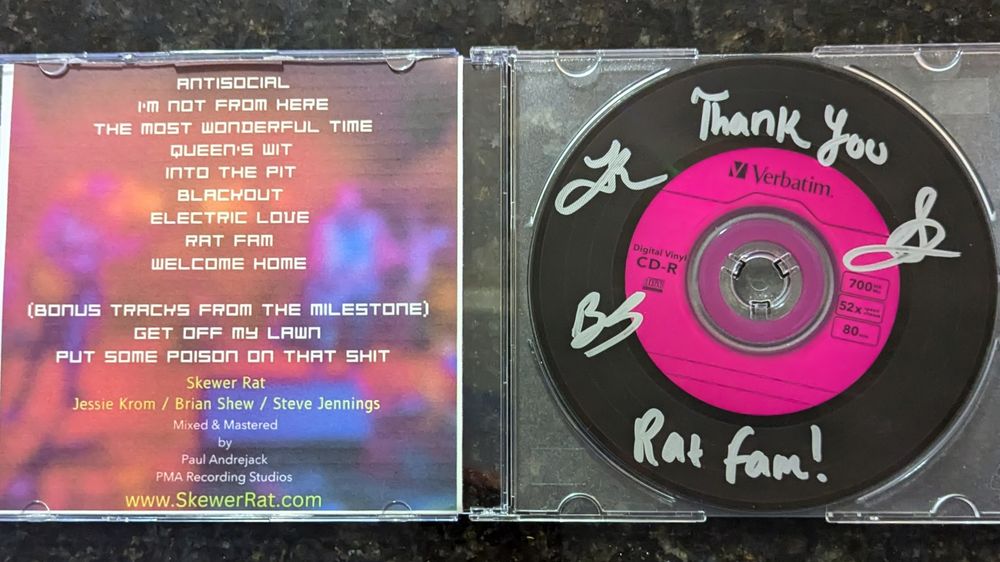 ANTISOCIAL
I'M NOT FROM HERE
THE MOST WONDERFUL TIME
QUEEN'S WIT
INTO THE PIT
BLACKOUT
ELECTRIC LOVE
RAT FAM
WELCOME HOME
(BONUS TRACKS FROM THE MILESTONE)
GET OFF MY LAWN
PUT SOME POISON ON THAT SHIT
Skewer Rat
Jessie Krom / Brian Shew / Steve Jennings
Mixed & Mastered
by
Paul Andrejack
PMA Recording Studios
www.SkewerRat.com
Thank You
Verbatim.
Digital Vinyl
CD-R
700
52x
80 min
BS
Rat Fam!